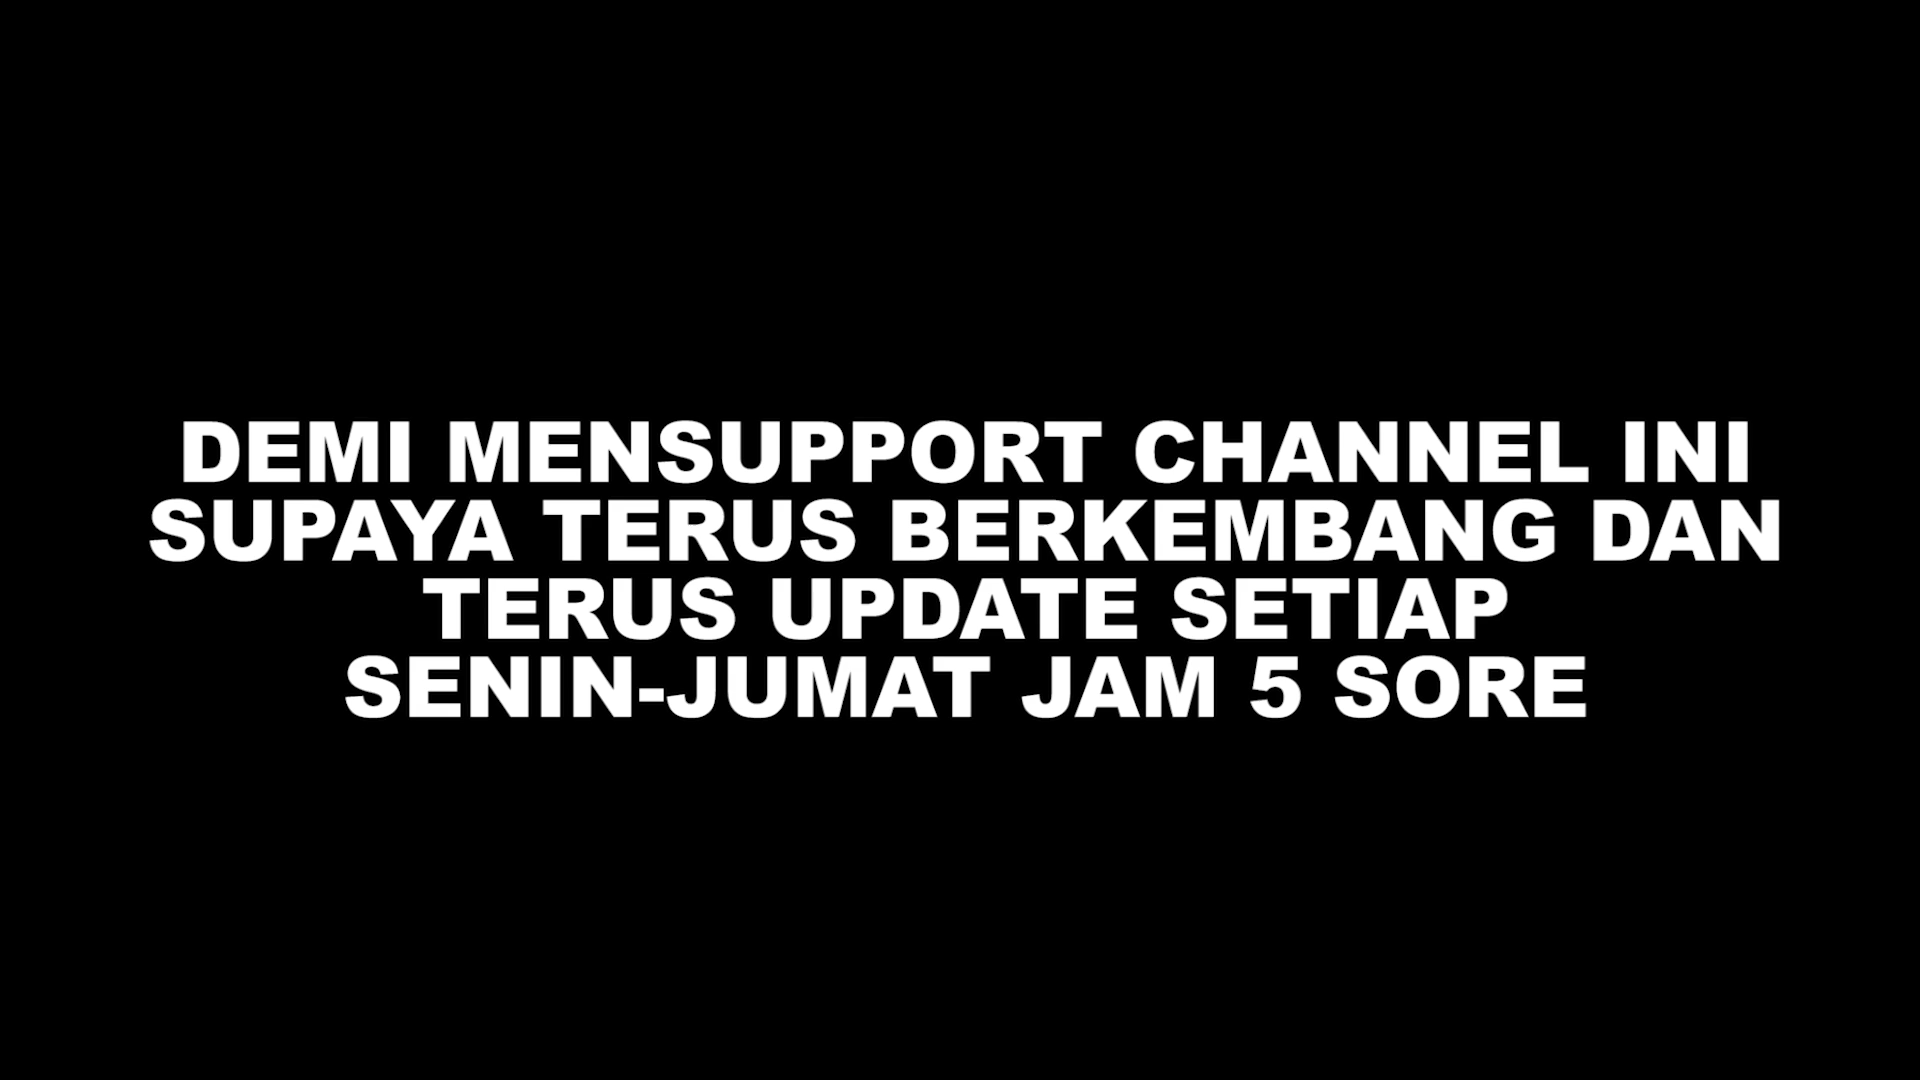 DEMI MENSUPPORT CHANNEL INI
SUPAYA TERUS BERKEMBANG DAN
TERUS UPDATE SETIAP
SENIN-JUMAT JAM 5 SORE